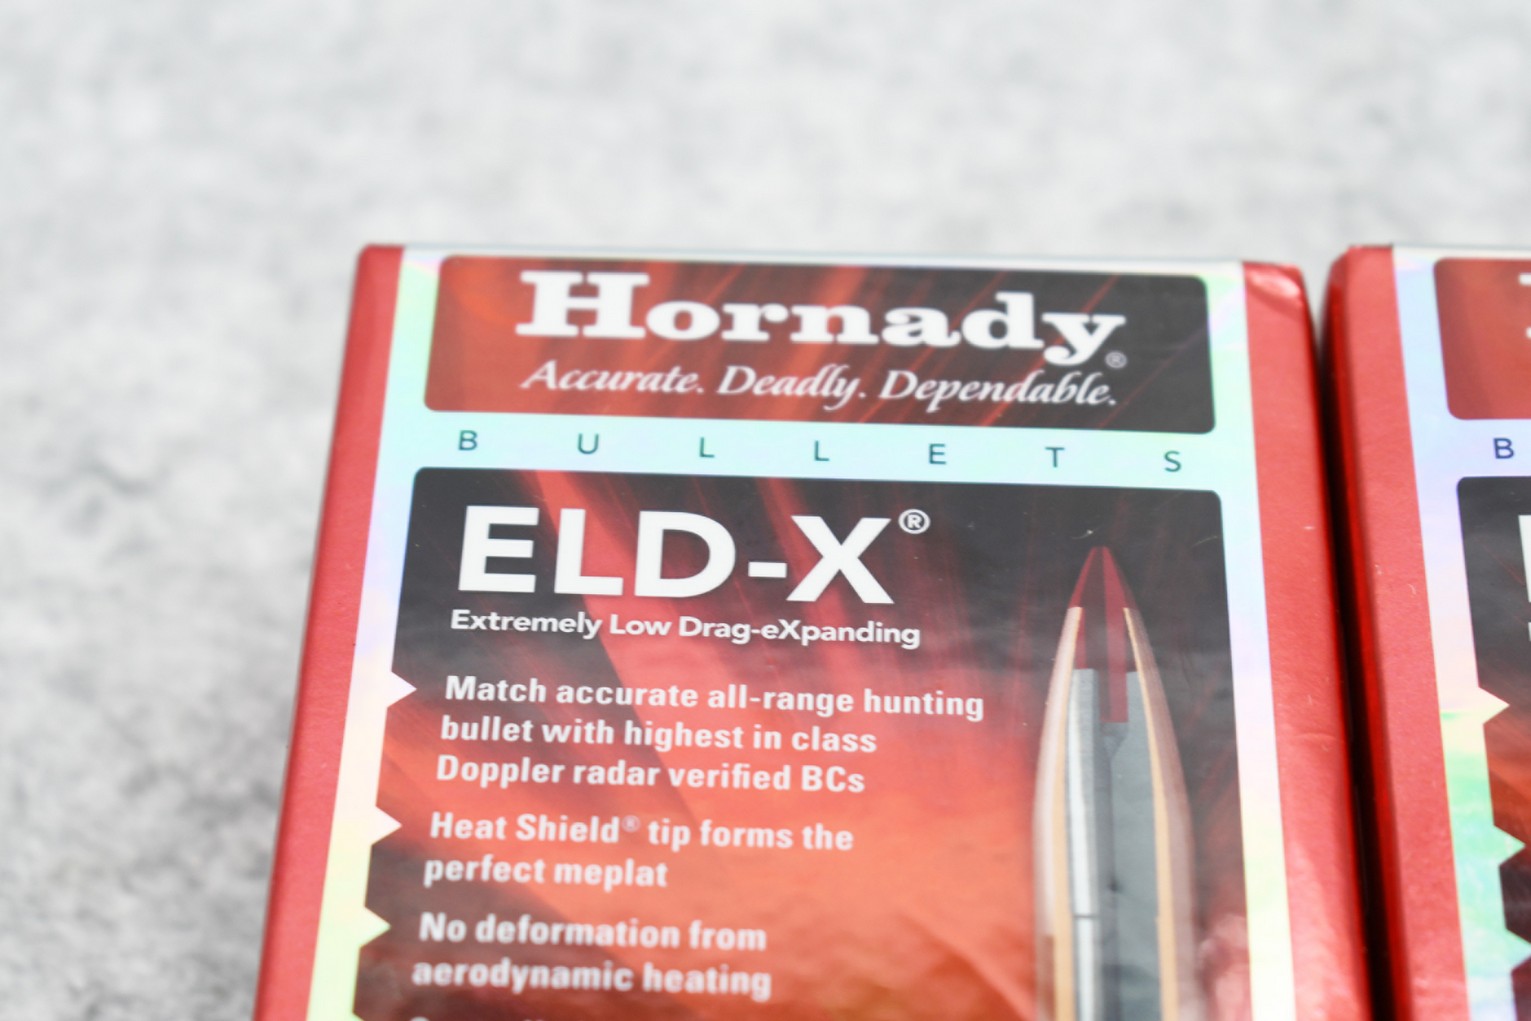 Hornady®
Accurate. Deadly. Dependable.
BULLETS
ELD-X®
Extremely Low Drag-eXpanding
Match accurate all-range hunting
bullet with highest in class
Doppler radar verified BCs
Heat Shield® tip forms the
perfect meplat
No deformation from
aerodynamic heating
B